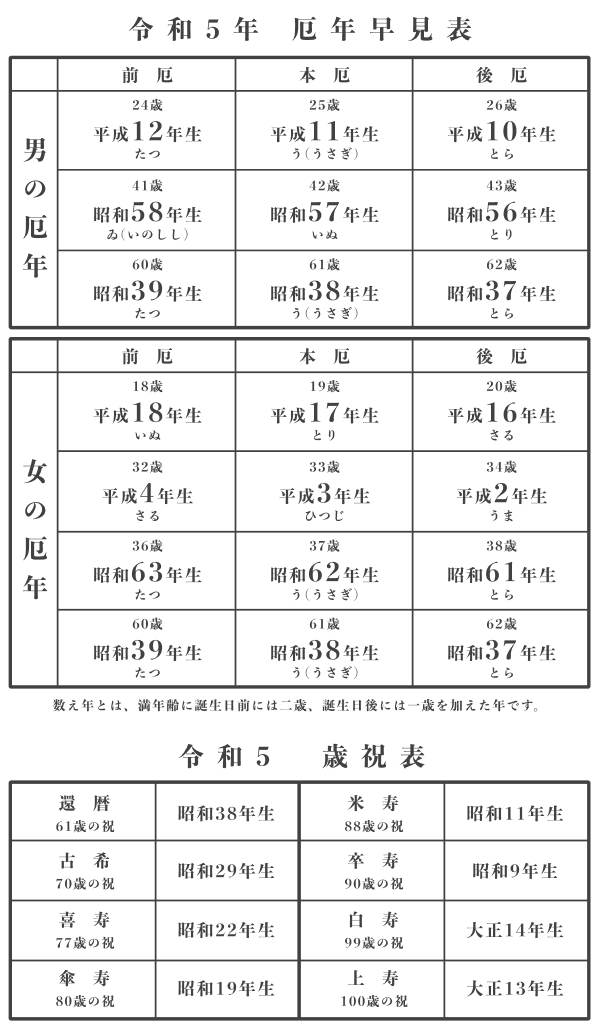 令和5年 厄年早見表
前厄 本厄 後厄
男の厄年
24歳 25歳 26歳
平成12年生 平成11年生 平成10年生
たつ う(うさぎ) とら
41歳 42歳 43歳
昭和58年生 昭和57年生 昭和56年生
ゐ(いのしし) いぬ とり
60歳 61歳 62歳
昭和39年生 昭和38年生 昭和37年生
たつ う(うさぎ) とら
前厄 本厄 後厄
女の厄年
18歳 19歳 20歳
平成18年生 平成17年生 平成16年生
いぬ とり さる
32歳 33歳 34歳
平成4年生 平成3年生 平成2年生
さる ひつじ うま
36歳 37歳 38歳
昭和63年生 昭和62年生 昭和61年生
たつ う(うさぎ) とら
60歳 61歳 62歳
昭和39年生 昭和38年生 昭和37年生
たつ う(うさぎ) とら
数え年とは、満年齢に誕生日前には二歳、誕生日後には一歳を加えた年です。
令和5 歳祝表
還暦 昭和38年生 米寿 昭和11年生
61歳の祝 88歳の祝
古希 昭和29年生 卒寿 昭和9年生
70歳の祝 90歳の祝
喜寿 昭和22年生 白寿 大正14年生
77歳の祝 99歳の祝
傘寿 昭和19年生 上寿 大正13年生
80歳の祝 100歳の祝